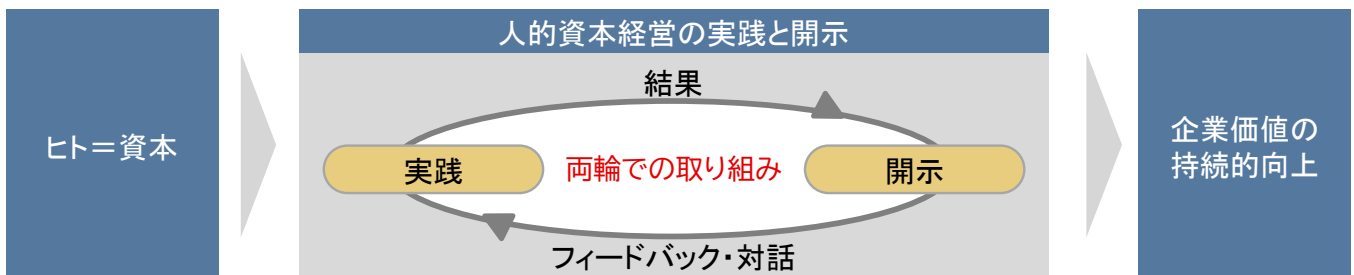 ヒト＝資本
人的資本経営の実践と開示
結果
実践
両輪での取り組み
開示
フィードバック・対話
企業価値の
持続的向上